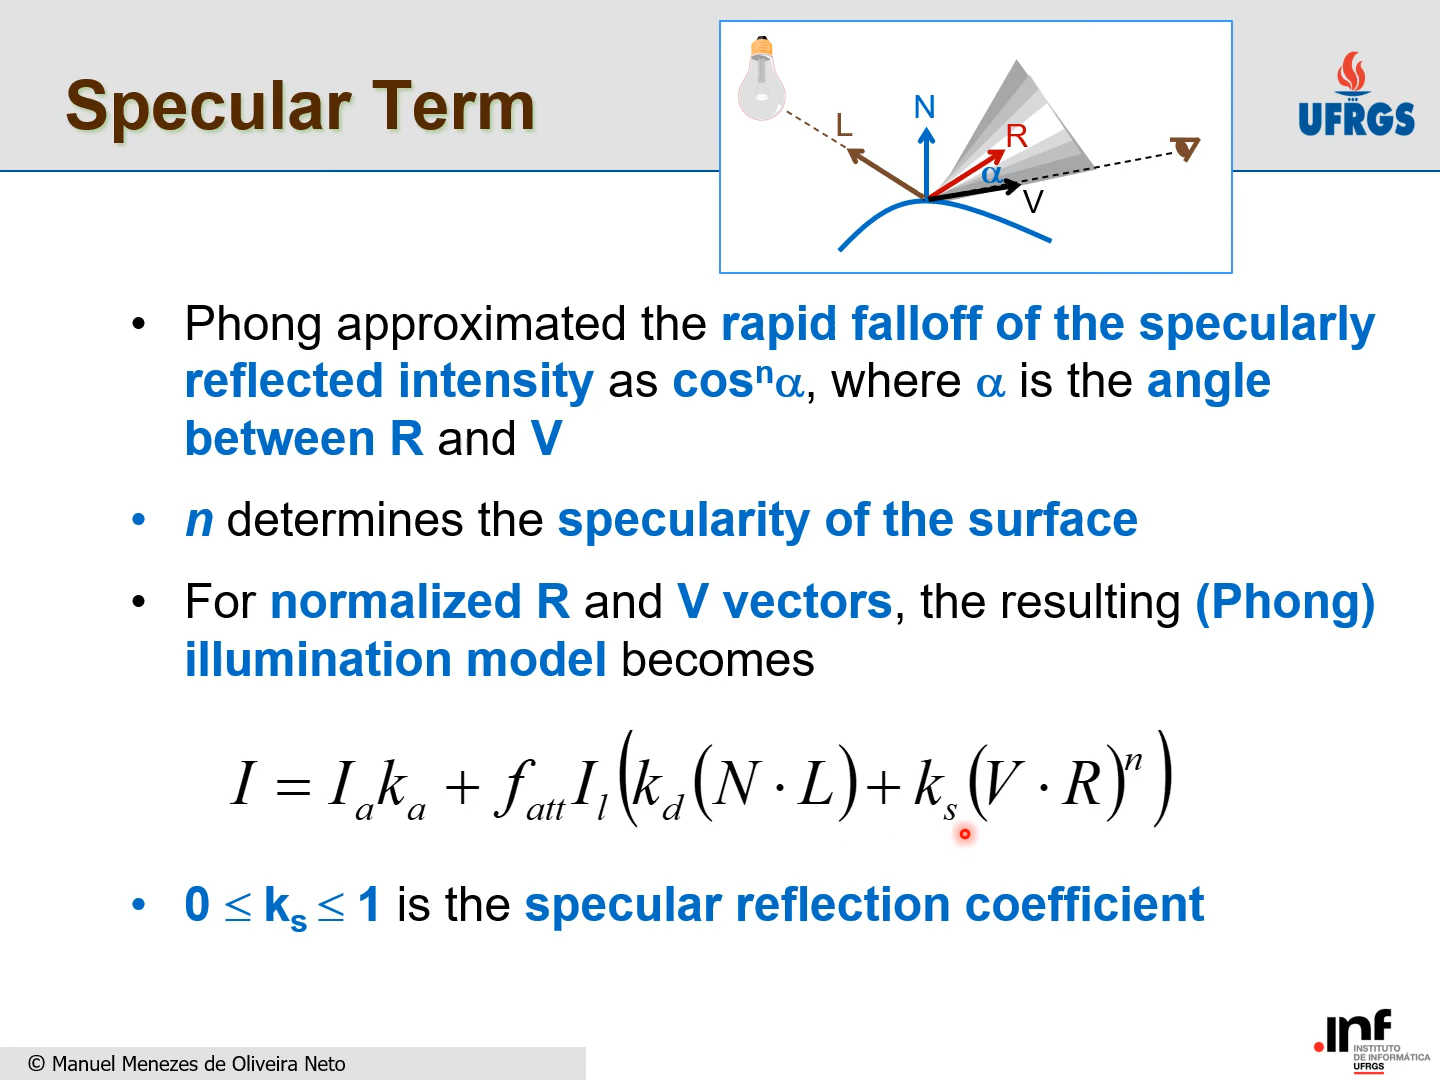 Specular Term
L
N
R
α
V
UFRGS
• Phong approximated the rapid falloff of the specularly
reflected intensity as cosⁿα, where α is the angle
between R and V
• n determines the specularity of the surface
• For normalized R and V vectors, the resulting (Phong)
illumination model becomes
I = I_a k_a + f_att I_l (k_d (N · L) + k_s (V · R)^n)
• 0 ≤ k_s ≤ 1 is the specular reflection coefficient
© Manuel Menezes de Oliveira Neto
.inf
INSTITUTO
DE INFORMÁTICA
UFRGS